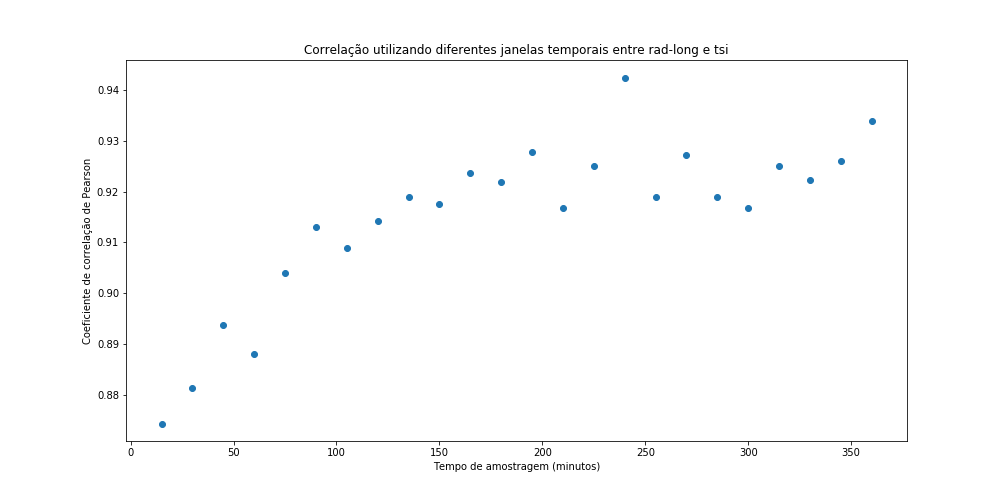 Correlação utilizando diferentes janelas temporais entre rad-long e tsi
Coeficiente de correlação de Pearson
0.94
0.93
0.92
0.91
0.90
0.89
0.88
0 50 100 150 200 250 300 350
Tempo de amostragem (minutos)